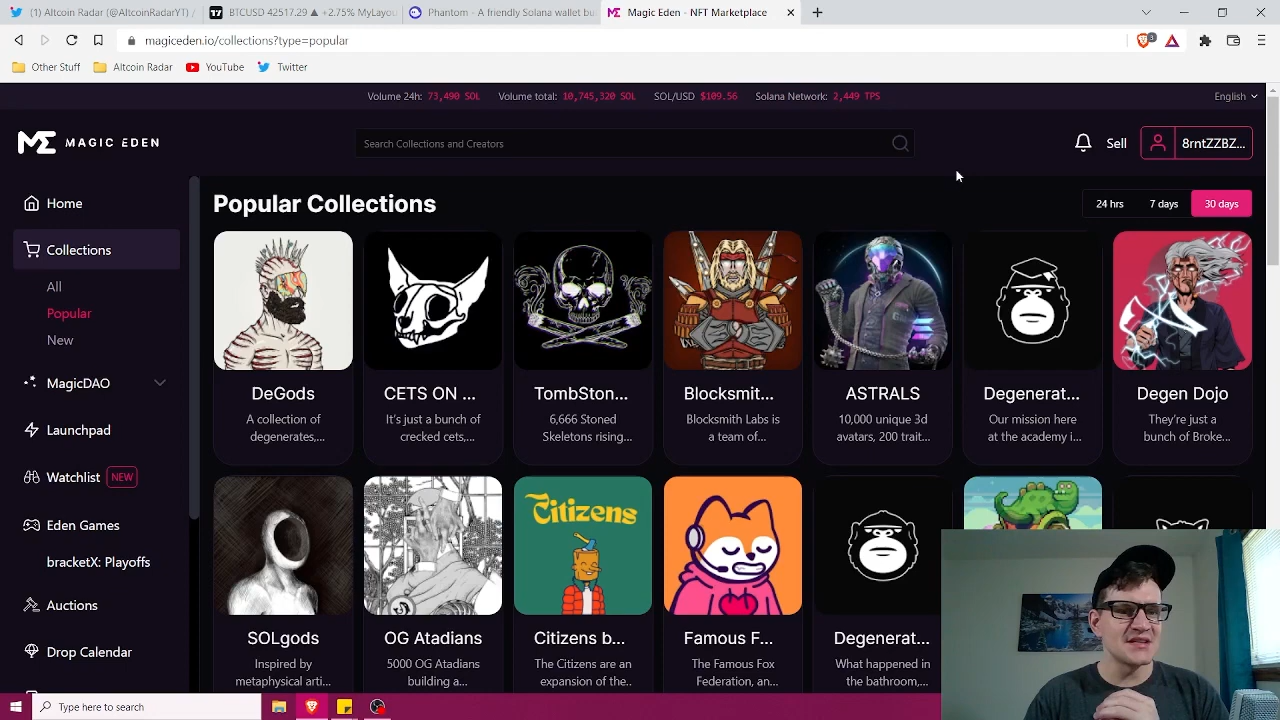 (1) Altcoin Radar (@AltcoinRadarYT) /
BTCUSD 42517.29 ▲ +2.75% MyLayou
Phantom - A friendly Solana wallet bu
Magic Eden - NFT Marketplace
magiceden.io/collections?type=popular
3
Other Stuff
Altcoin Radar
YouTube
Twitter
Volume 24h: 73,490 SOL
Volume total: 10,745,320 SOL
SOL/USD $109.56
Solana Network: 2,449 TPS
English
ME MAGIC EDEN
Search Collections and Creators
Sell
8rntZZBZ...
Home
Collections
All
Popular
New
MagicDAO
Launchpad
Watchlist NEW
Eden Games
bracketX: Playoffs
Auctions
Drop Calendar
Popular Collections
24 hrs
7 days
30 days
DeGods
A collection of
degenerates,...
CETS ON ...
It's just a bunch of
crecked cets,...
TombSton...
6,666 Stoned
Skeletons rising...
Blocksmit...
Blocksmith Labs is
a team of...
ASTRALS
10,000 unique 3d
avatars, 200 trait...
Degenerat...
Our mission here
at the academy i...
Degen Dojo
They're just a
bunch of Broke...
SOLgods
Inspired by
metaphysical arti...
OG Atadians
5000 OG Atadians
building a...
Citizens
Citizens b...
The Citizens are an
expansion of the..
Famous F...
The Famous Fox
Federation, an...
Degenerat...
What happened in
the bathroom,...
Type here to search